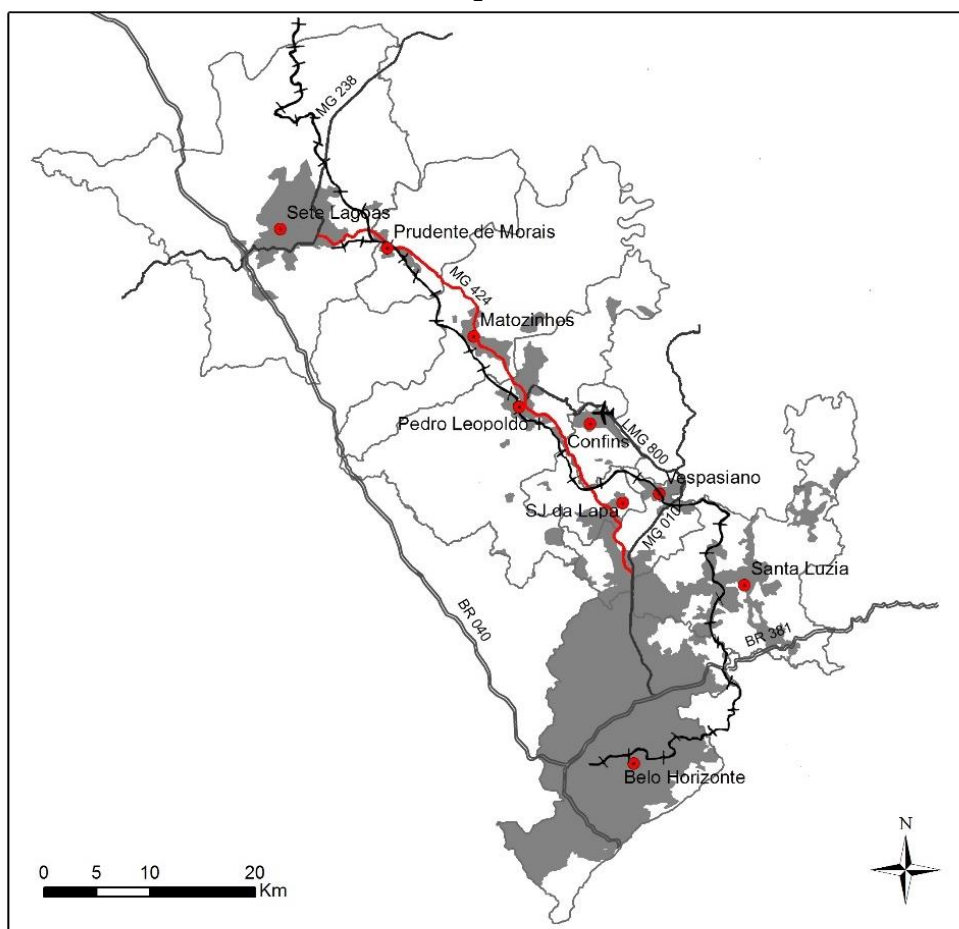 MG 238
Sete Lagoas
Prudente de Morais
MG 424
Matozinhos
Pedro Leopoldo
Confins
LMG 800
Vespasiano
SJ da Lapa
MG 010
Santa Luzia
BR 040
BR 381
Belo Horizonte
N
0 5 10 20
Km